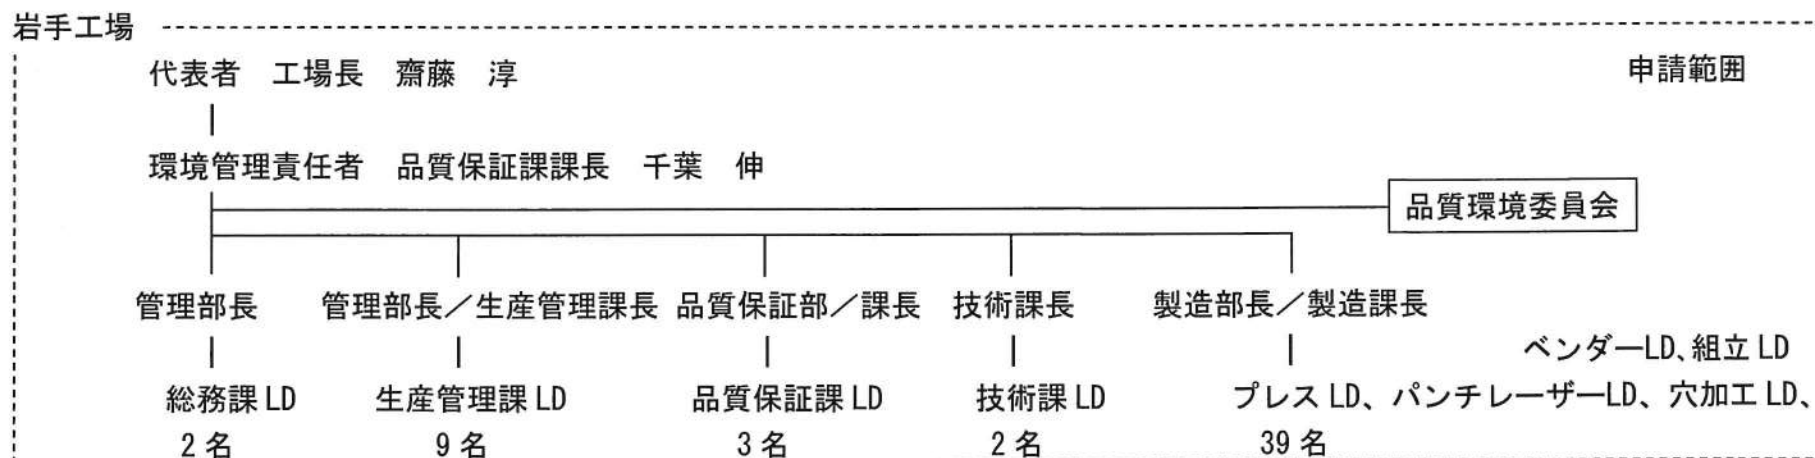 岩手工場
代表者 工場長 齋藤 淳
申請範囲
環境管理責任者 品質保証課課長 千葉 伸
品質環境委員会
管理部長 管理部長／生産管理課長 品質保証部／課長 技術課長 製造部長／製造課長
ベンダーLD、組立LD
総務課LD 生産管理課LD 品質保証課LD 技術課LD プレスLD、パンチレーザーLD、穴加工LD、
2名 9名 3名 2名 39名